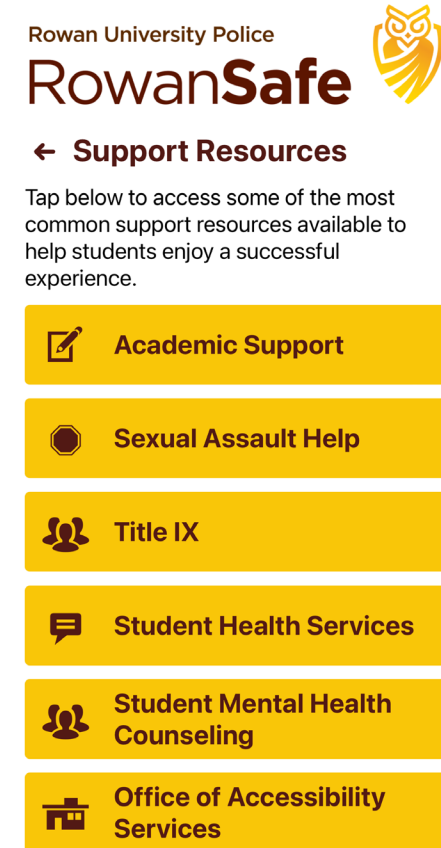 Rowan University Police
RowanSafe
Support Resources
Tap below to access some of the most
common support resources available to
help students enjoy a successful
experience.
Academic Support
Sexual Assault Help
Title IX
Student Health Services
Student Mental Health
Counseling
Office of Accessibility
Services